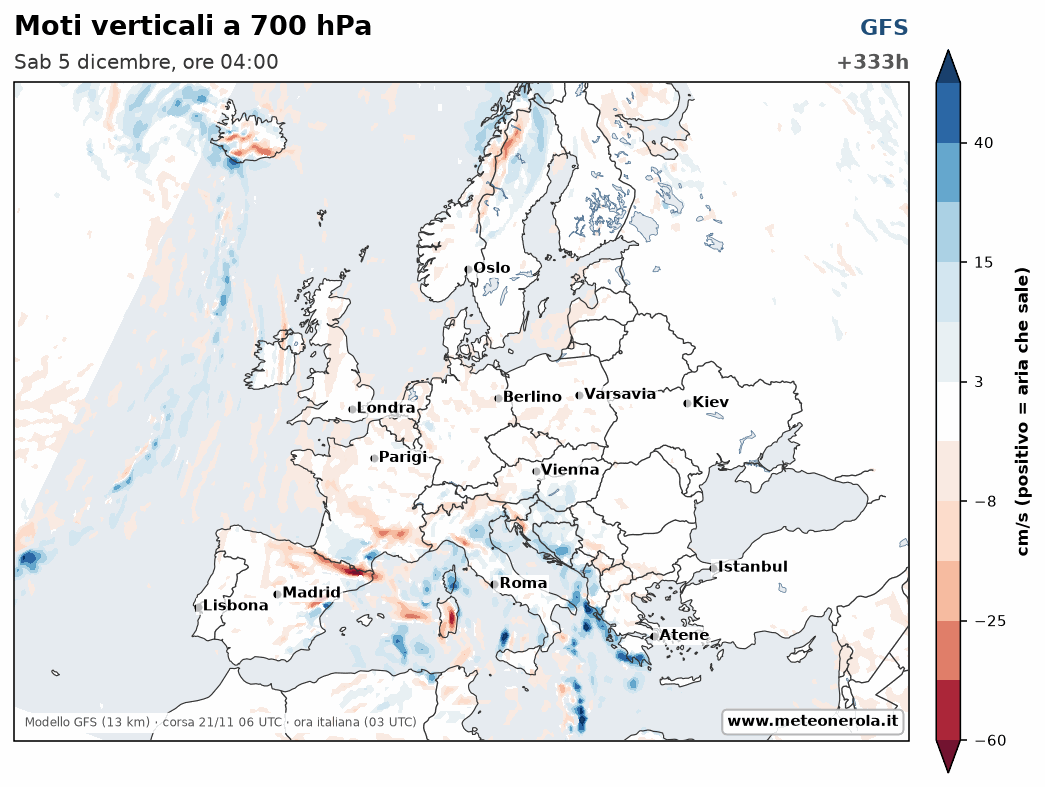 Moti verticali a 700 hPa
GFS
Sab 5 dicembre, ore 04:00
+333h
40
15
3
−8
−25
−60
cm/s (positivo = aria che sale)
Oslo
Londra
Berlino
Varsavia
Kiev
Parigi
Vienna
Istanbul
Roma
Madrid
Lisbona
Atene
Modello GFS (13 km) · corsa 21/11 06 UTC · ora italiana (03 UTC)
www.meteonerola.it